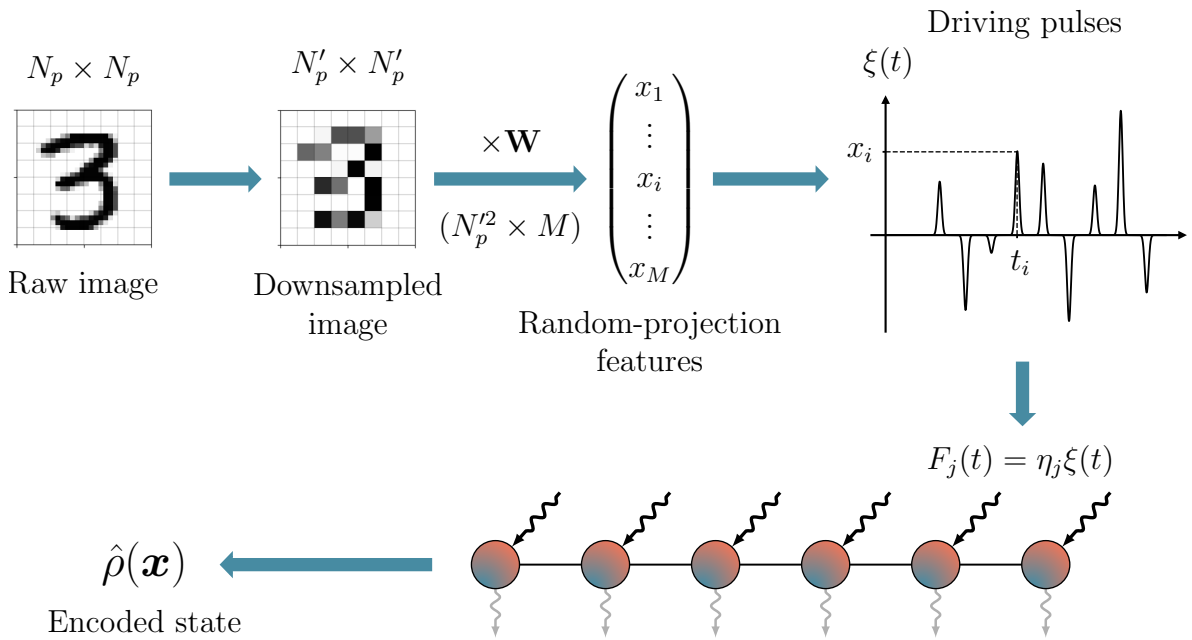 N_p × N_p
Raw image
N′_p × N′_p
Downsampled
image
×W
(N′²_p × M)
x_1
⋮
x_i
⋮
x_M
Random-projection
features
Driving pulses
ξ(t)
x_i
t_i
F_j(t) = η_jξ(t)
ρ̂(x)
Encoded state